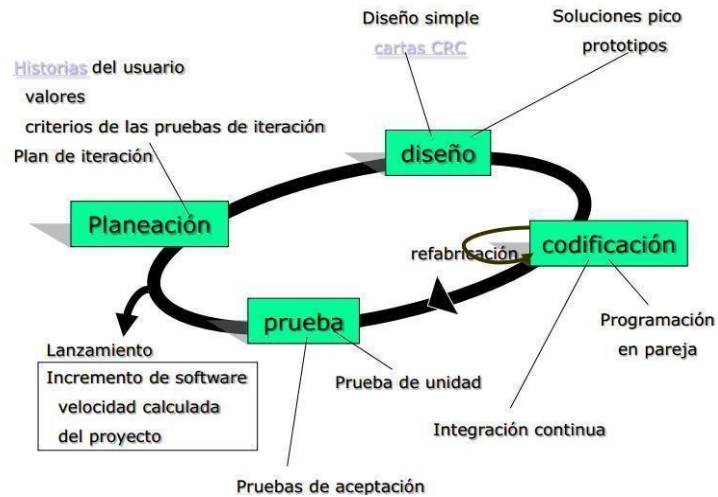 Diseño simple
cartas CRC
Soluciones pico
prototipos
Historias del usuario
valores
criterios de las pruebas de iteración
Plan de iteración
diseño
Planeación
refabricación
codificación
prueba
Programación
en pareja
Lanzamiento
Incremento de software
velocidad calculada
del proyecto
Prueba de unidad
Integración continua
Pruebas de aceptación